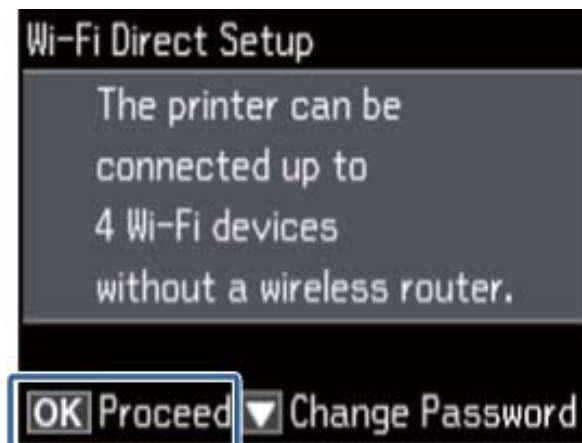 Wi-Fi Direct Setup
The printer can be
connected up to
4 Wi-Fi devices
without a wireless router.
OK Proceed ▼ Change Password